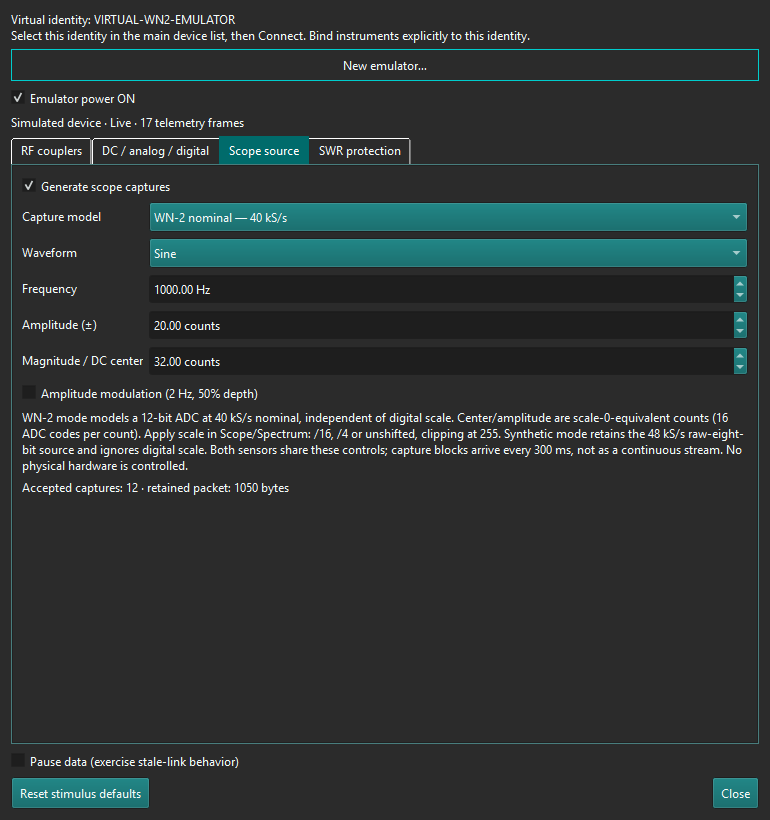 Virtual identity: VIRTUAL-WN2-EMULATOR
Select this identity in the main device list, then Connect. Bind instruments explicitly to this identity.
New emulator...
Emulator power ON
Simulated device · Live · 17 telemetry frames
RF couplers DC / analog / digital Scope source SWR protection
Generate scope captures
Capture model WN-2 nominal — 40 kS/s
Waveform Sine
Frequency 1000.00 Hz
Amplitude (±) 20.00 counts
Magnitude / DC center 32.00 counts
Amplitude modulation (2 Hz, 50% depth)
WN-2 mode models a 12-bit ADC at 40 kS/s nominal, independent of digital scale. Center/amplitude are scale-0-equivalent counts (16
ADC codes per count). Apply scale in Scope/Spectrum: /16, /4 or unshifted, clipping at 255. Synthetic mode retains the 48 kS/s raw-eight-
bit source and ignores digital scale. Both sensors share these controls; capture blocks arrive every 300 ms, not as a continuous stream. No
physical hardware is controlled.
Accepted captures: 12 · retained packet: 1050 bytes
Pause data (exercise stale-link behavior)
Reset stimulus defaults Close